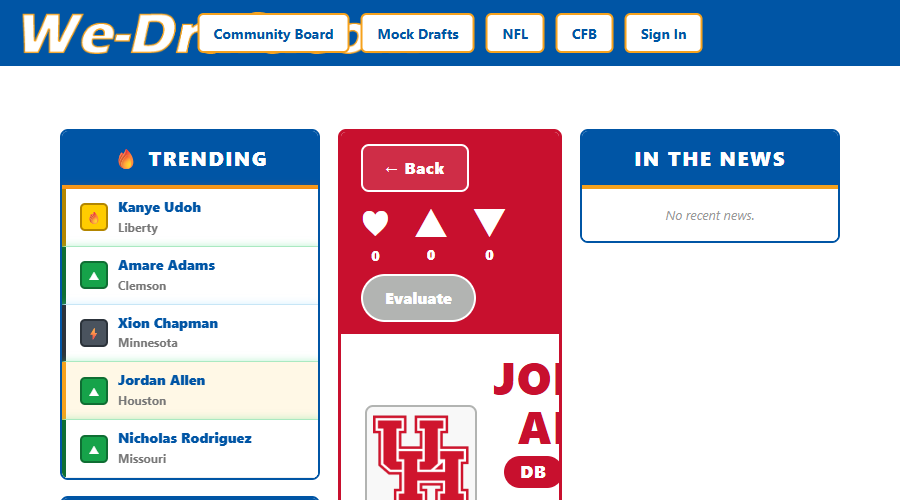 We-Dr
Community Board
Mock Drafts
NFL
CFB
Sign In
🔥 TRENDING
Kanye Udoh
Liberty
Amare Adams
Clemson
Xion Chapman
Minnesota
Jordan Allen
Houston
Nicholas Rodriguez
Missouri
← Back
0
0
0
Evaluate
DB
IN THE NEWS
No recent news.